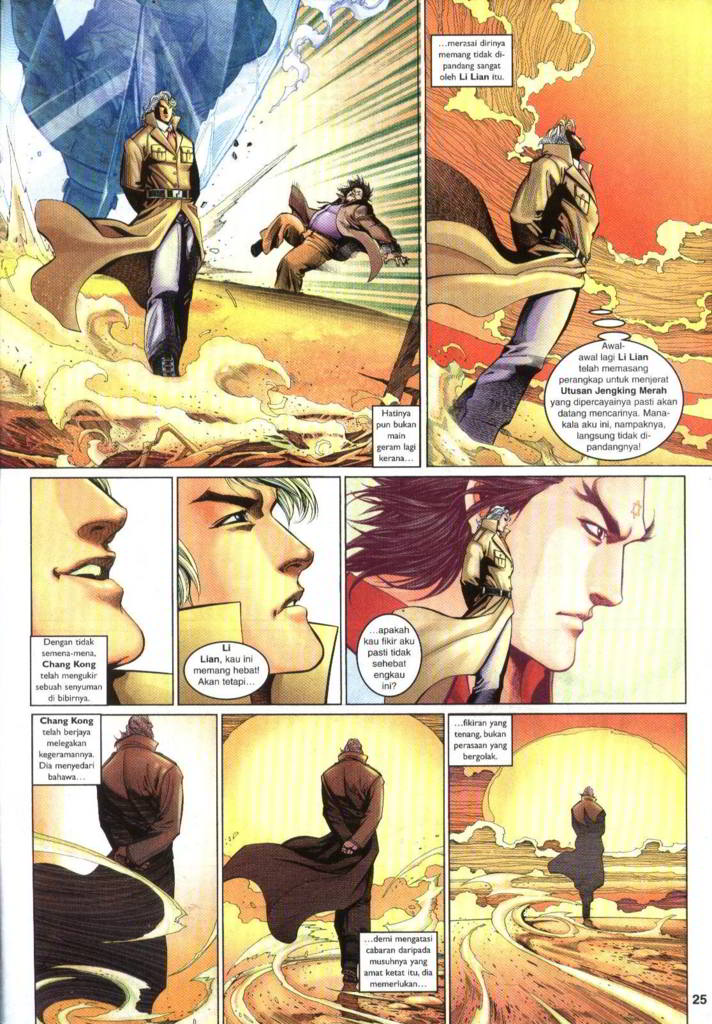 Hatinya
pun bukan
main
geram lagi
kerana...
...merasai dirinya
memang tidak di-
pandang sangat
oleh Li Lian itu.
Awal-
awal lagi Li Lian
telah memasang
perangkap untuk menjerat
Utusan Jengking Merah
yang dipercayainya pasti akan
datang mencarinya. Mana-
kala aku ini, nampaknya,
langsung tidak di-
pandangnya!
Dengan tidak
semena-mena,
Chang Kong
telah mengukir
sebuah senyuman
di bibirnya.
Li
Lian, kau ini
memang hebat!
Akan tetapi...
...apakah
kau fikir aku
pasti tidak
sehebat
engkau
ini?
Chang Kong
telah berjaya
melegakan
kegeramannya.
Dia menyedari
bahawa...
...demi mengatasi
cabaran daripada
musuhnya yang
amat ketat itu, dia
memerlukan...
...fikiran yang
tenang, bukan
perasaan yang
bergolak.
25